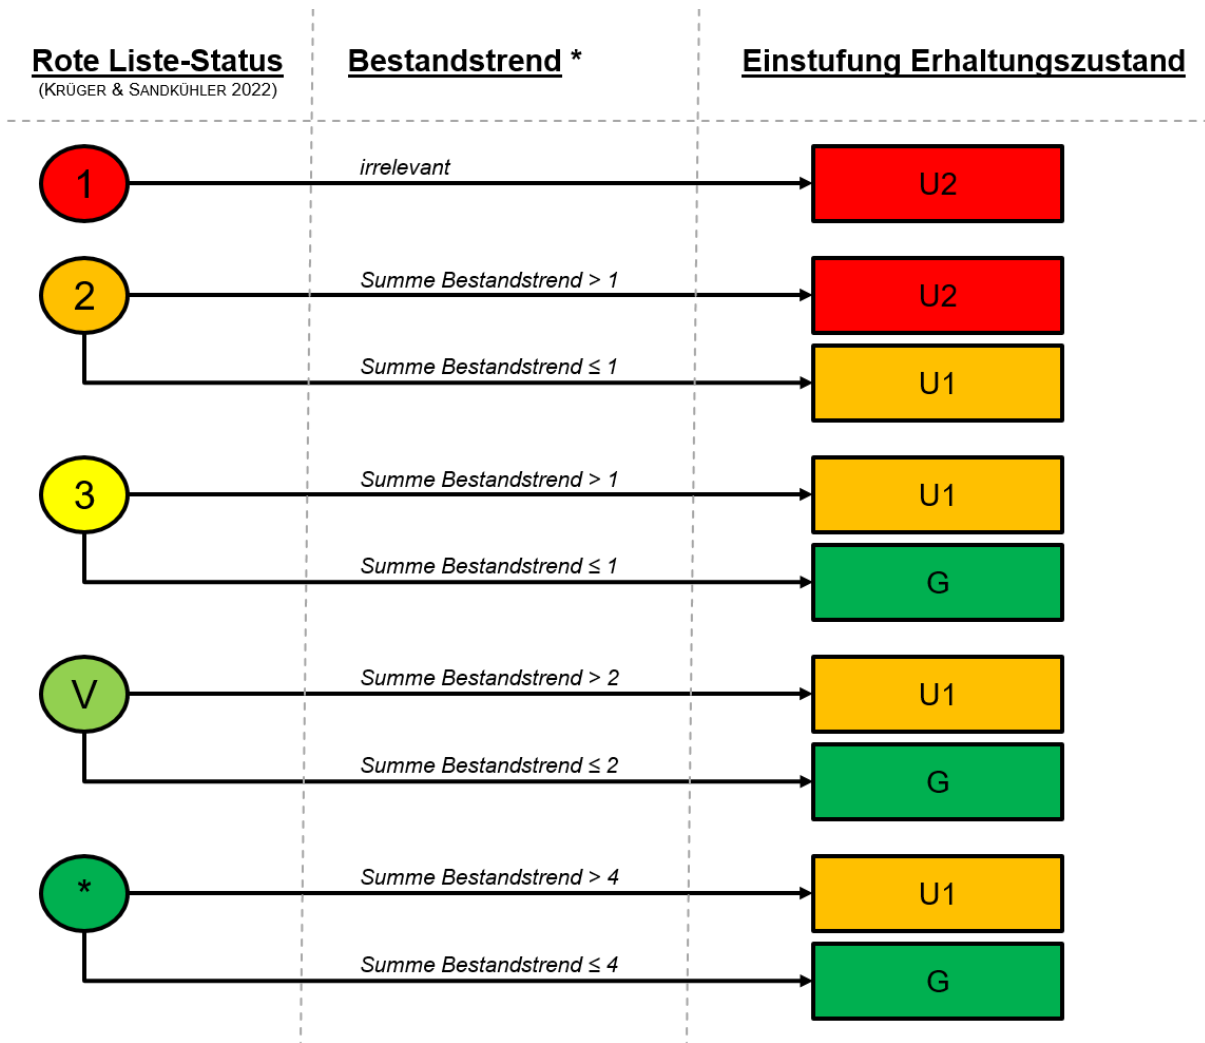 Rote Liste-Status
(KRÜGER & SANDKÜHLER 2022)
Bestandstrend *
Einstufung Erhaltungszustand
1
irrelevant
U2
2
Summe Bestandstrend > 1
U2
Summe Bestandstrend ≤ 1
U1
3
Summe Bestandstrend > 1
U1
Summe Bestandstrend ≤ 1
G
V
Summe Bestandstrend > 2
U1
Summe Bestandstrend ≤ 2
G
*
Summe Bestandstrend > 4
U1
Summe Bestandstrend ≤ 4
G